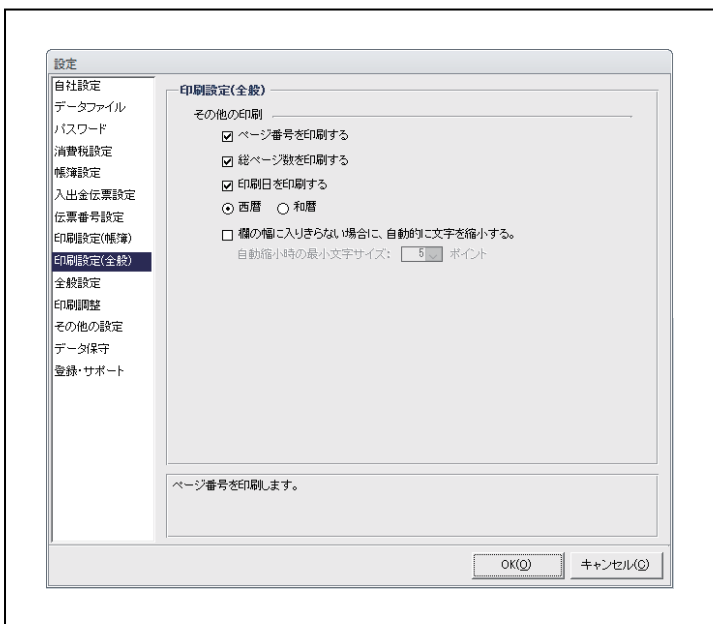 設定
自社設定
データファイル
パスワード
消費税設定
帳簿設定
入出金伝票設定
伝票番号設定
印刷設定(帳簿)
印刷設定(全般)
全般設定
印刷調整
その他の設定
データ保守
登録・サポート
印刷設定(全般)
その他の印刷
ページ番号を印刷する
総ページ数を印刷する
印刷日を印刷する
西暦 和暦
欄の幅に入りきらない場合に、自動的に文字を縮小する。
自動縮小時の最小文字サイズ: 5 ポイント
ページ番号を印刷します。
OK(O) キャンセル(C)